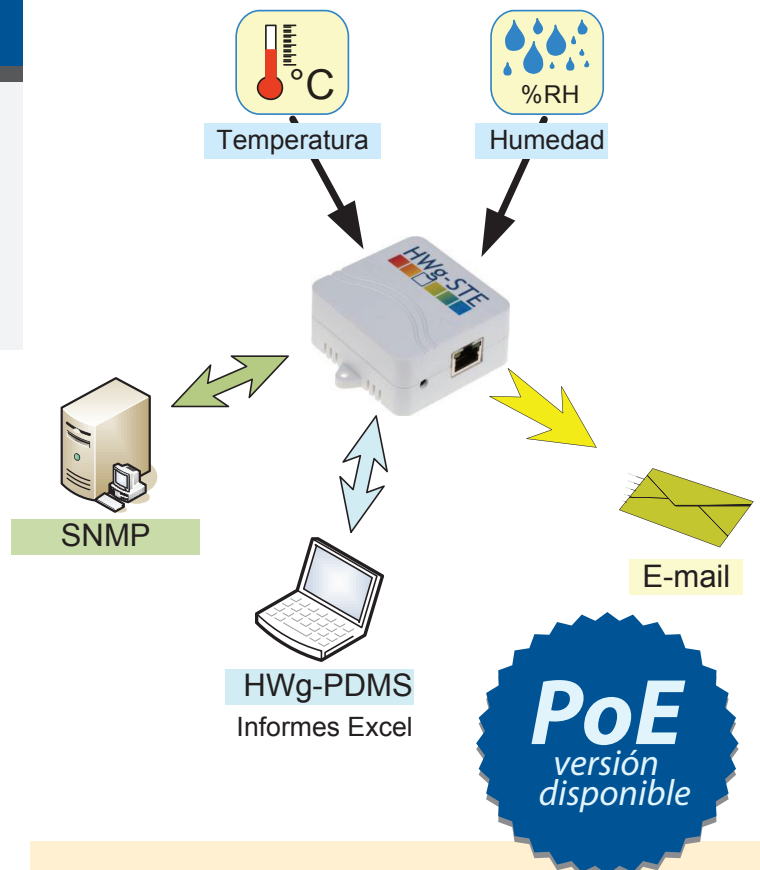 °C
%RH
Temperatura
Humedad
HWg-STE
SNMP
E-mail
HWg-PDMS
Informes Excel
PoE
versión
disponible